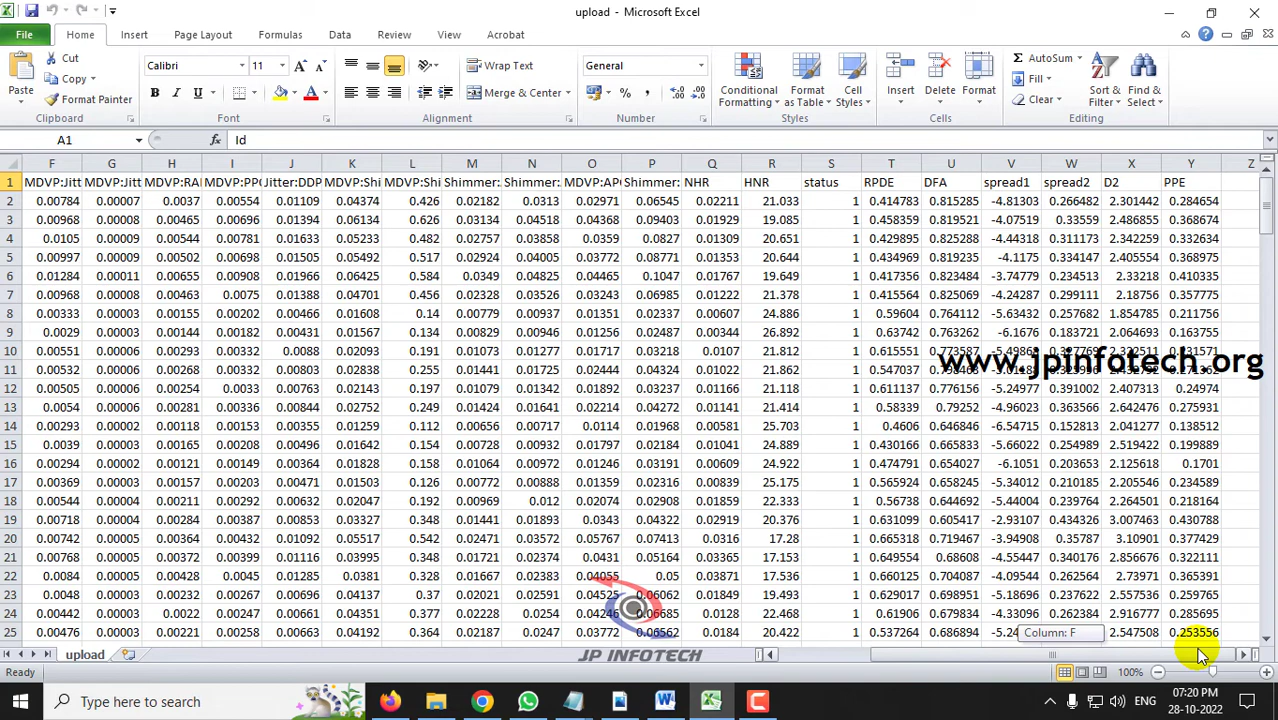 upload - Microsoft Excel
File Home Insert Page Layout Formulas Data Review View Acrobat
Paste Cut Copy Format Painter Calibri 11 Wrap Text Merge & Center General Conditional Formatting Format as Table Cell Styles Insert Delete Format AutoSum Fill Clear Sort & Filter Find & Select
Clipboard Font Alignment Number Styles Cells Editing
A1 fx Id
F G H I J K L M N O P Q R S T U V W X Y Z
1 MDVP:Jitt MDVP:Jitt MDVP:RAI MDVP:PPC Jitter:DDP MDVP:Shi MDVP:Shi Shimmer: Shimmer: MDVP:APC Shimmer: NHR HNR status RPDE DFA spread1 spread2 D2 PPE
2 0.00784 0.00007 0.0037 0.00554 0.01109 0.04374 0.426 0.02182 0.0313 0.02971 0.06545 0.02211 21.033 1 0.414783 0.815285 -4.81303 0.266482 2.301442 0.284654
3 0.00968 0.00008 0.00465 0.00696 0.01394 0.06134 0.626 0.03134 0.04518 0.04368 0.09403 0.01929 19.085 1 0.458359 0.819521 -4.07519 0.33559 2.486855 0.368674
4 0.0105 0.00009 0.00544 0.00781 0.01633 0.05233 0.482 0.02757 0.03858 0.0359 0.0827 0.01309 20.651 1 0.429895 0.825288 -4.44318 0.311173 2.342259 0.332634
5 0.00997 0.00009 0.00502 0.00698 0.01505 0.05492 0.517 0.02924 0.04005 0.03772 0.08771 0.01353 20.644 1 0.434969 0.819235 -4.1175 0.334147 2.405554 0.368975
6 0.01284 0.00011 0.00655 0.00908 0.01966 0.06425 0.584 0.0349 0.04825 0.04465 0.1047 0.01767 19.649 1 0.417356 0.823484 -3.74779 0.234513 2.33218 0.410335
7 0.00968 0.00008 0.00463 0.0075 0.01388 0.04701 0.456 0.02328 0.03526 0.03243 0.06985 0.01222 21.378 1 0.415564 0.825069 -4.24287 0.299111 2.18756 0.357775
8 0.00333 0.00003 0.00155 0.00202 0.00466 0.01608 0.14 0.00779 0.00937 0.01351 0.02337 0.00607 24.886 1 0.59604 0.764112 -5.63432 0.257682 1.854785 0.211756
9 0.0029 0.00003 0.00144 0.00182 0.00431 0.01567 0.134 0.00829 0.00946 0.01256 0.02487 0.00344 26.892 1 0.63742 0.763262 -6.1676 0.183721 2.064693 0.163755
10 0.00551 0.00006 0.00293 0.00332 0.0088 0.02093 0.191 0.01073 0.01277 0.01717 0.03218 0.0107 21.812 1 0.615551 0.773587
www.jpinfotech.org
11 0.00532 0.00006 0.00268 0.00332 0.00803 0.02838 0.255 0.01441 0.01725 0.02444 0.04324 0.01022 21.862 1 0.547037
12 0.00505 0.00006 0.00254 0.0033 0.00763 0.02143 0.197 0.01079 0.01342 0.01892 0.03237 0.01166 21.118 1 0.611137 0.776156 -5.24977 0.391002 2.407313 0.24974
13 0.0054 0.00006 0.00281 0.00336 0.00844 0.02752 0.249 0.01424 0.01641 0.02214 0.04272 0.01141 21.414 1 0.58339 0.79252 -4.96023 0.363566 2.642476 0.275931
14 0.00293 0.00002 0.00118 0.00153 0.00355 0.01259 0.112 0.00656 0.00717 0.0114 0.01968 0.00581 25.703 1 0.4606 0.646846 -6.54715 0.152813 2.041277 0.138512
15 0.0039 0.00003 0.00165 0.00208 0.00496 0.01642 0.154 0.00728 0.00932 0.01797 0.02184 0.01041 24.889 1 0.430166 0.665833 -5.66022 0.254989 2.519422 0.199889
16 0.00294 0.00002 0.00121 0.00149 0.00364 0.01828 0.158 0.01064 0.00972 0.01246 0.03191 0.00609 24.922 1 0.474791 0.654027 -6.1051 0.203653 2.125618 0.1701
17 0.00369 0.00003 0.00157 0.00203 0.00471 0.01503 0.126 0.00772 0.00888 0.01359 0.02316 0.00839 25.175 1 0.565924 0.658245 -5.34012 0.210185 2.205546 0.234589
18 0.00544 0.00004 0.00211 0.00292 0.00632 0.02047 0.192 0.00969 0.012 0.02074 0.02908 0.01859 22.333 1 0.56738 0.644692 -5.44004 0.239764 2.264501 0.218164
19 0.00718 0.00004 0.00284 0.00387 0.00853 0.03327 0.348 0.01441 0.01893 0.0343 0.04322 0.02919 20.376 1 0.631099 0.605417 -2.93107 0.434326 3.007463 0.430788
20 0.00742 0.00005 0.00364 0.00432 0.01092 0.05517 0.542 0.02471 0.03572 0.05767 0.07413 0.0316 17.28 1 0.665318 0.719467 -3.94908 0.35787 3.10901 0.377429
21 0.00768 0.00005 0.00372 0.00399 0.01116 0.03995 0.348 0.01721 0.02374 0.0431 0.05164 0.03365 17.153 1 0.649554 0.68608 -4.55447 0.340176 2.856676 0.322111
22 0.0084 0.00005 0.00428 0.0045 0.01285 0.0381 0.328 0.01667 0.02383 0.04055 0.05 0.03871 17.536 1 0.660125 0.704087 -4.09544 0.262564 2.73971 0.365391
23 0.0048 0.00003 0.00232 0.00267 0.00696 0.04137 0.37 0.02021 0.02591 0.04525 0.06062 0.01849 19.493 1 0.629017 0.698951 -5.18696 0.237622 2.557536 0.259765
24 0.00442 0.00003 0.0022 0.00247 0.00661 0.04351 0.377 0.02228 0.0254 0.04246 0.06685 0.0128 22.468 1 0.61906 0.679834 -4.33096 0.262384 2.916777 0.285695
25 0.00476 0.00003 0.00221 0.00258 0.00663 0.04192 0.364 0.02187 0.0247 0.03772 0.06562 0.0184 20.422 1 0.537264 0.686894 -5.24 Column: F 2.547508 0.253556
upload
JP INFOTECH
Ready 100%
Type here to search ENG 07:20 PM
28-10-2022